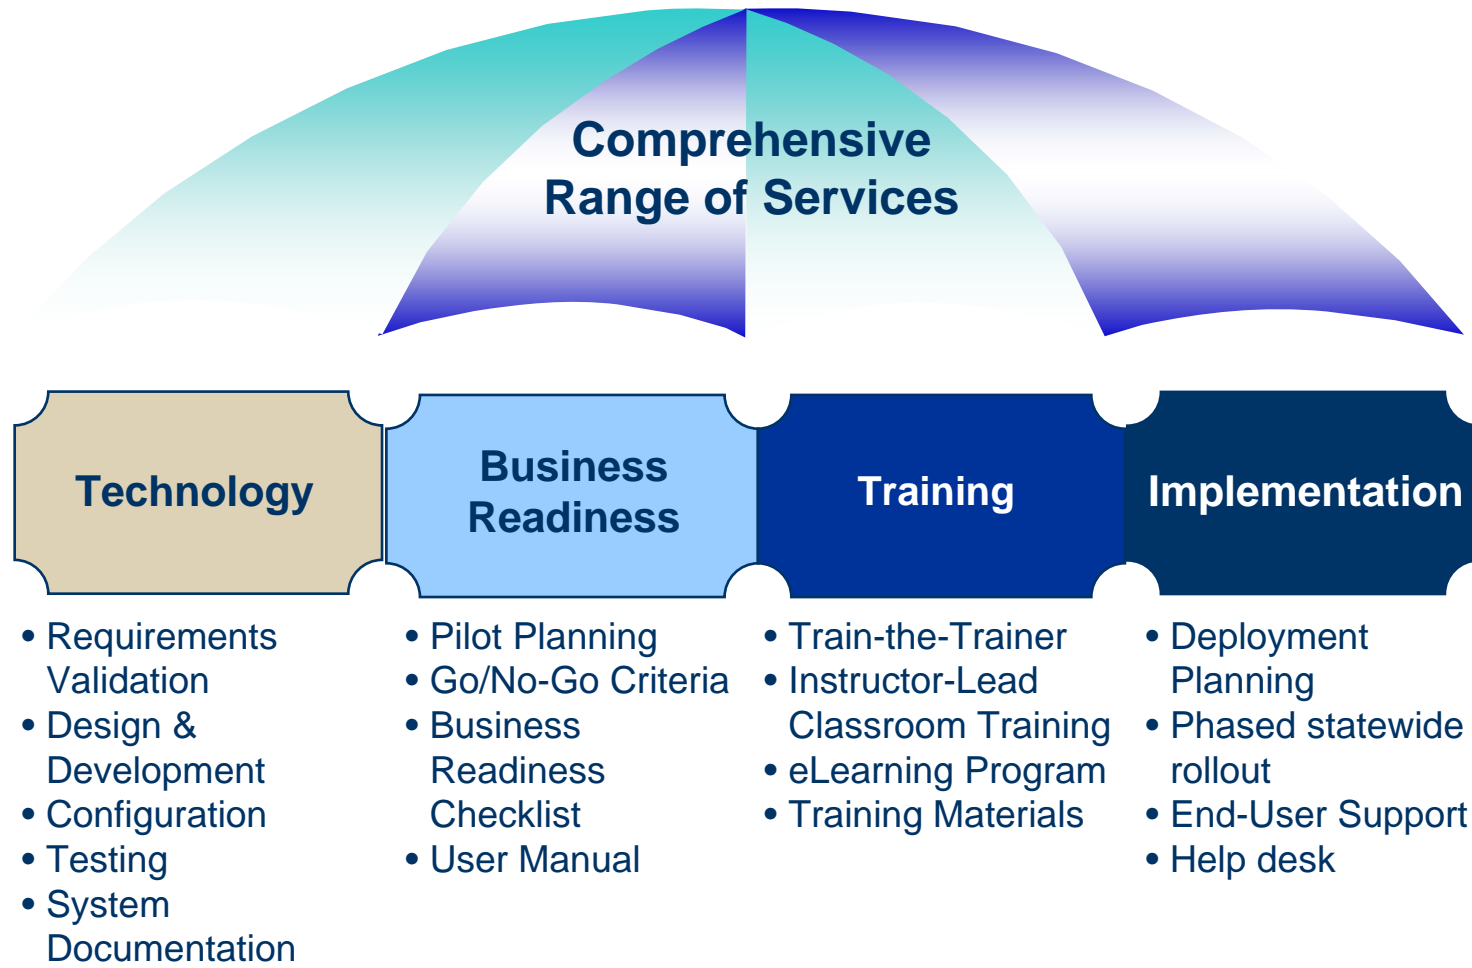 Comprehensive
Range of Services
Technology
Business
Readiness
Training
Implementation
• Requirements
Validation
• Design &
Development
• Configuration
• Testing
• System
Documentation
• Pilot Planning
• Go/No-Go Criteria
• Business
Readiness
Checklist
• User Manual
• Train-the-Trainer
• Instructor-Lead
Classroom Training
• eLearning Program
• Training Materials
• Deployment
Planning
• Phased statewide
rollout
• End-User Support
• Help desk